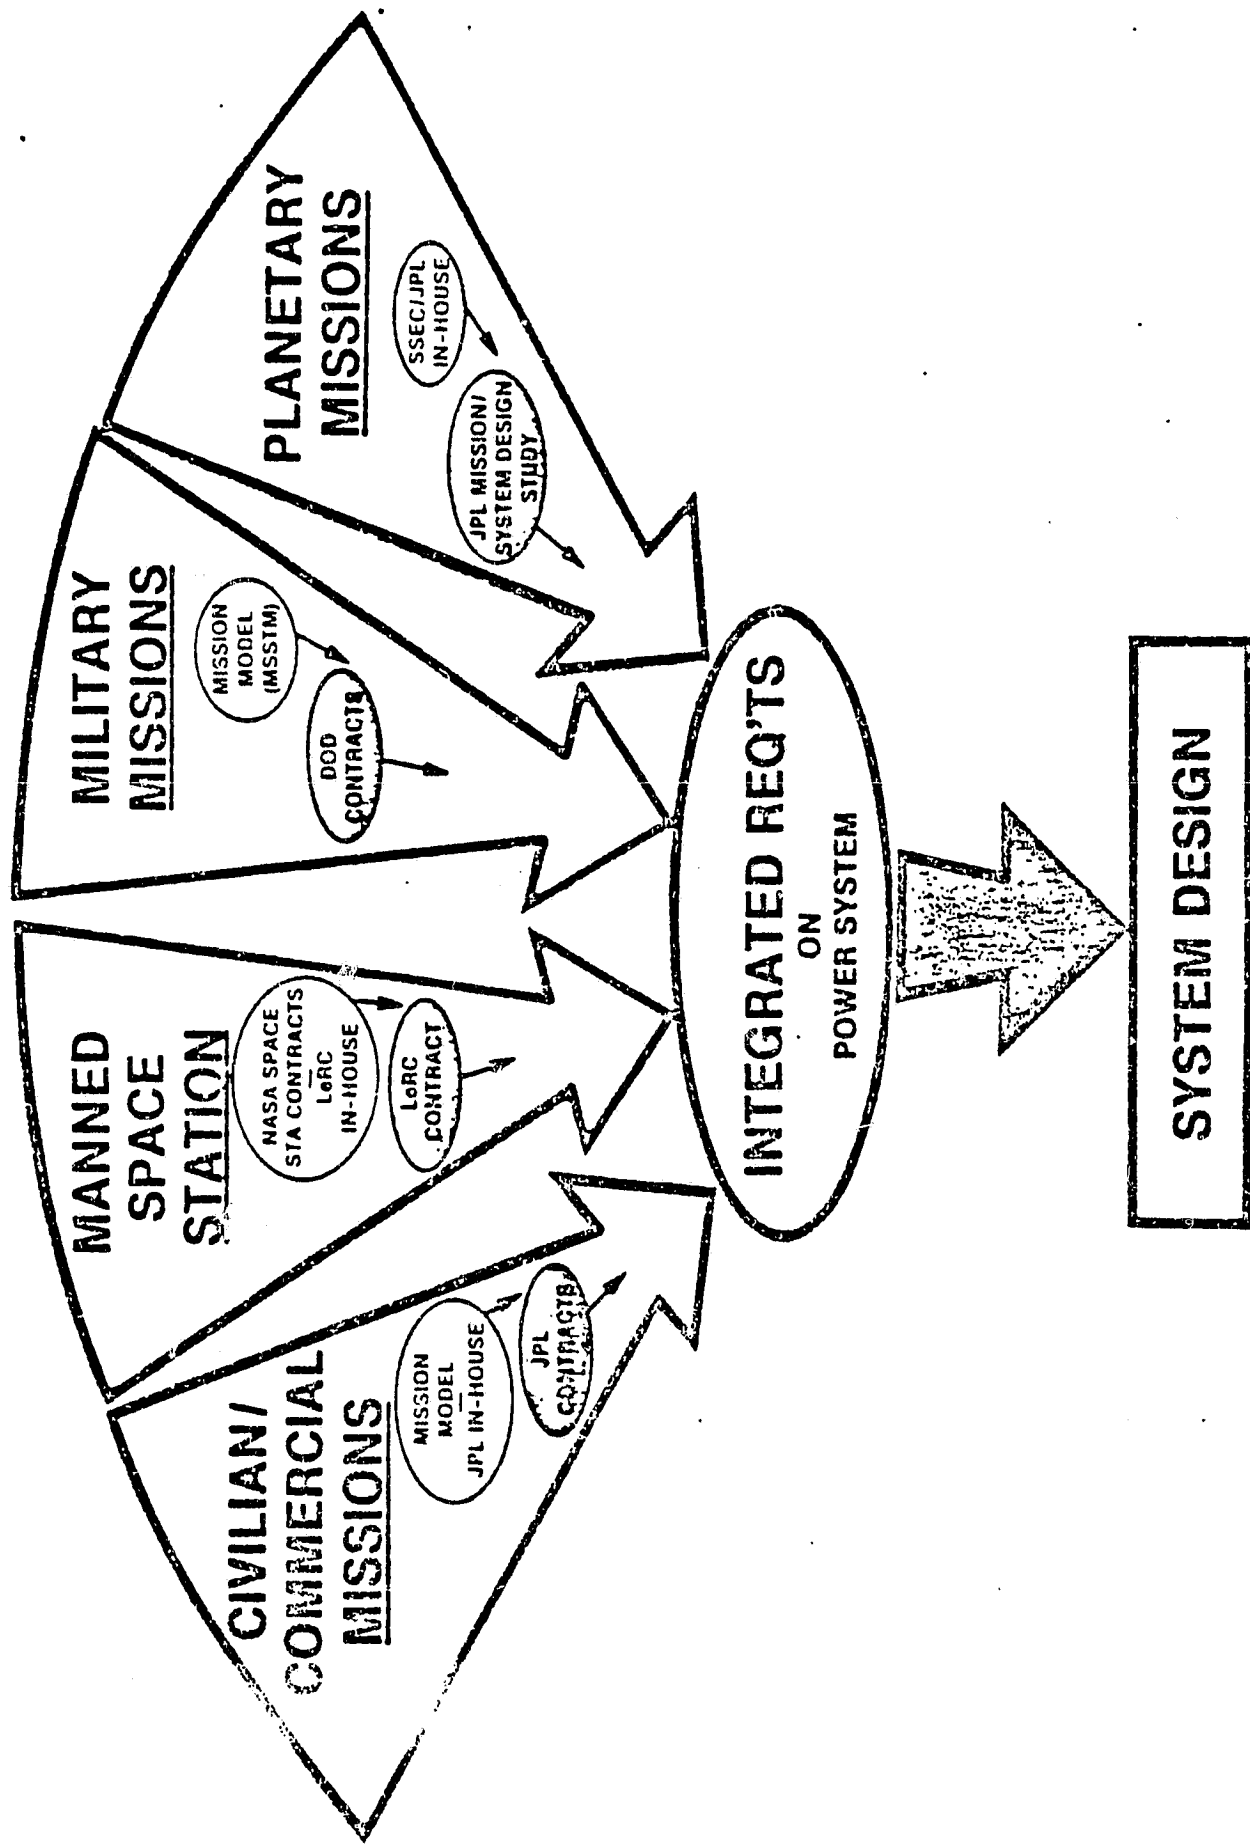 CIVILIAN/
COMMERCIAL
MISSIONS
MISSION
MODEL
JPL IN-HOUSE
JPL
CONTRACTS
MANNED
SPACE
STATION
NASA SPACE
STA CONTRACTS
LeRC
IN-HOUSE
LeRC
CONTRACT
MILITARY
MISSIONS
MISSION
MODEL
(MSSTM)
DOD
CONTRACTS
PLANETARY
MISSIONS
SSEC/JPL
IN-HOUSE
JPL MISSION/
SYSTEM DESIGN
STUDY
INTEGRATED REQ'TS
ON
POWER SYSTEM
SYSTEM DESIGN